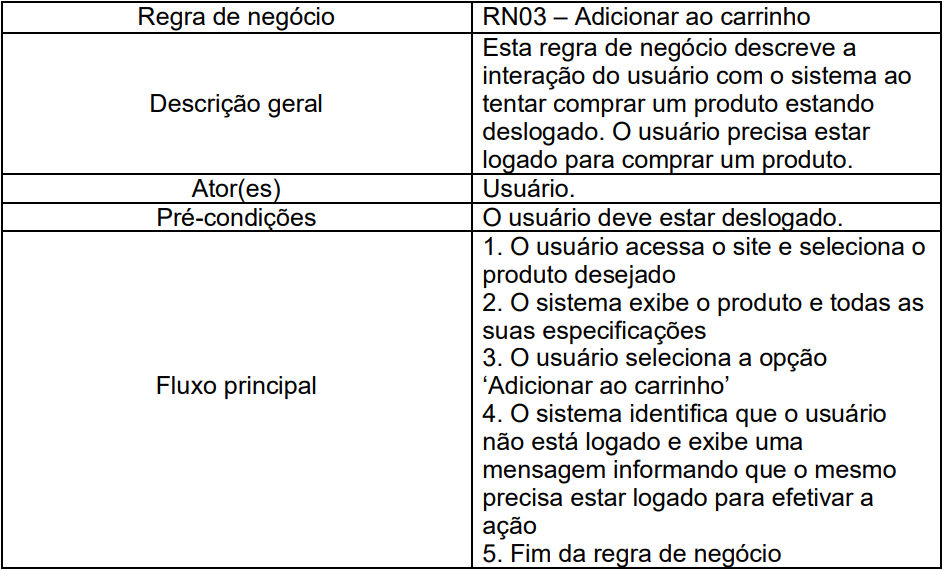 Regra de negócio
RN03 – Adicionar ao carrinho
Descrição geral
Esta regra de negócio descreve a
interação do usuário com o sistema ao
tentar comprar um produto estando
deslogado. O usuário precisa estar
logado para comprar um produto.
Ator(es)
Usuário.
Pré-condições
O usuário deve estar deslogado.
Fluxo principal
1. O usuário acessa o site e seleciona o
produto desejado
2. O sistema exibe o produto e todas as
suas especificações
3. O usuário seleciona a opção
‘Adicionar ao carrinho’
4. O sistema identifica que o usuário
não está logado e exibe uma
mensagem informando que o mesmo
precisa estar logado para efetivar a
ação
5. Fim da regra de negócio